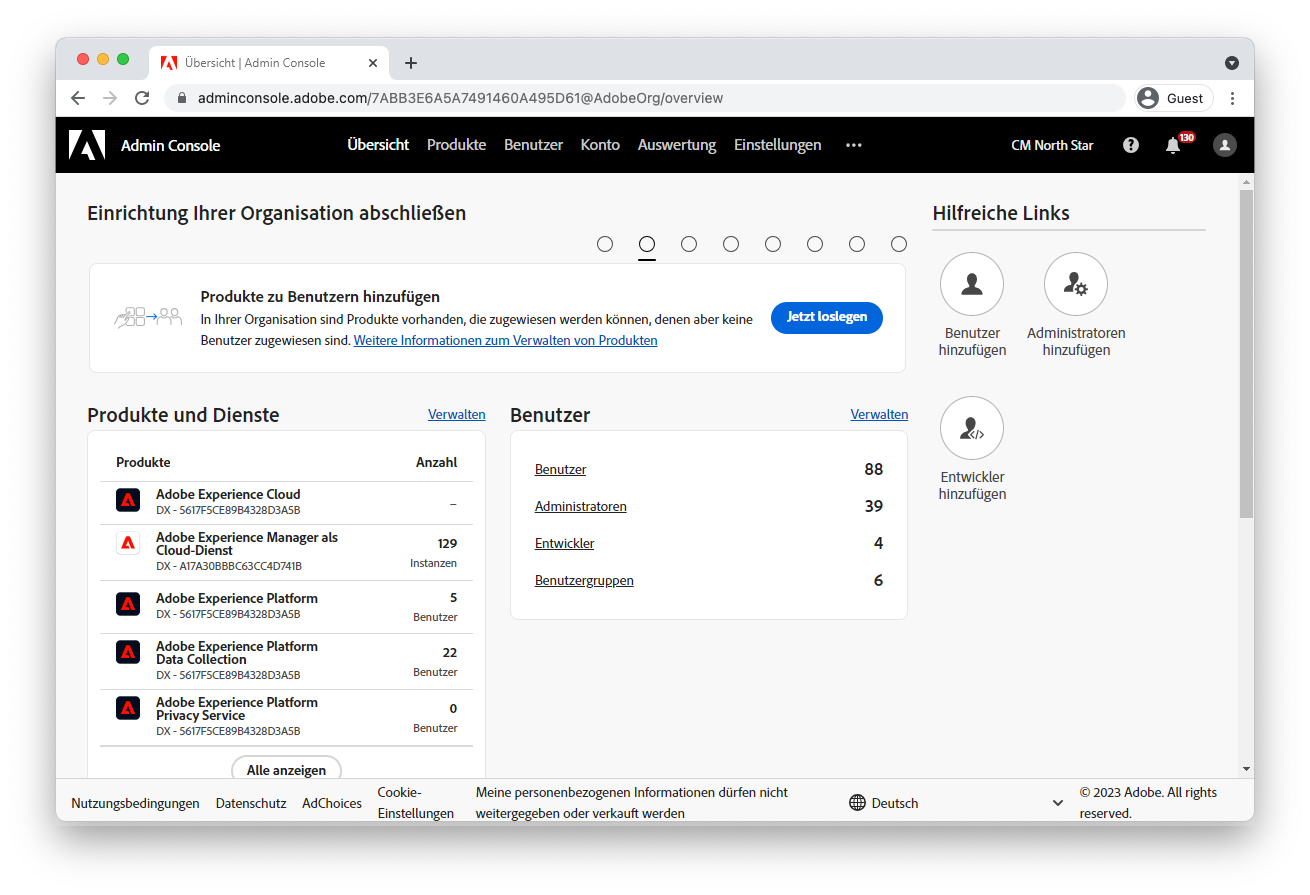 Übersicht | Admin Console
adminconsole.adobe.com/7ABB3E6A5A7491460A495D61@AdobeOrg/overview
Guest
Admin Console
Übersicht
Produkte
Benutzer
Konto
Auswertung
Einstellungen
CM North Star
130
Einrichtung Ihrer Organisation abschließen
Produkte zu Benutzern hinzufügen
In Ihrer Organisation sind Produkte vorhanden, die zugewiesen werden können, denen aber keine
Benutzer zugewiesen sind. Weitere Informationen zum Verwalten von Produkten
Jetzt loslegen
Hilfreiche Links
Benutzer
hinzufügen
Administratoren
hinzufügen
Entwickler
hinzufügen
Produkte und Dienste
Verwalten
Produkte
Anzahl
Adobe Experience Cloud
DX - 5617F5CE89B4328D3A5B
–
Adobe Experience Manager als
Cloud-Dienst
DX - A17A30BBBC63CC4D741B
129
Instanzen
Adobe Experience Platform
DX - 5617F5CE89B4328D3A5B
5
Benutzer
Adobe Experience Platform
Data Collection
DX - 5617F5CE89B4328D3A5B
22
Benutzer
Adobe Experience Platform
Privacy Service
DX - 5617F5CE89B4328D3A5B
0
Benutzer
Alle anzeigen
Benutzer
Verwalten
Benutzer 88
Administratoren 39
Entwickler 4
Benutzergruppen 6
Nutzungsbedingungen
Datenschutz
AdChoices
Cookie-
Einstellungen
Meine personenbezogenen Informationen dürfen nicht
weitergegeben oder verkauft werden
Deutsch
© 2023 Adobe. All rights
reserved.